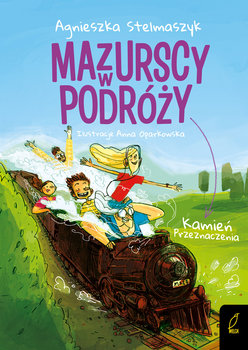 Agnieszka Stelmaszyk
MAZURSCY
W
PODRÓŻY
Ilustracje Anna Oparkowska
Kamień
Przeznaczenia